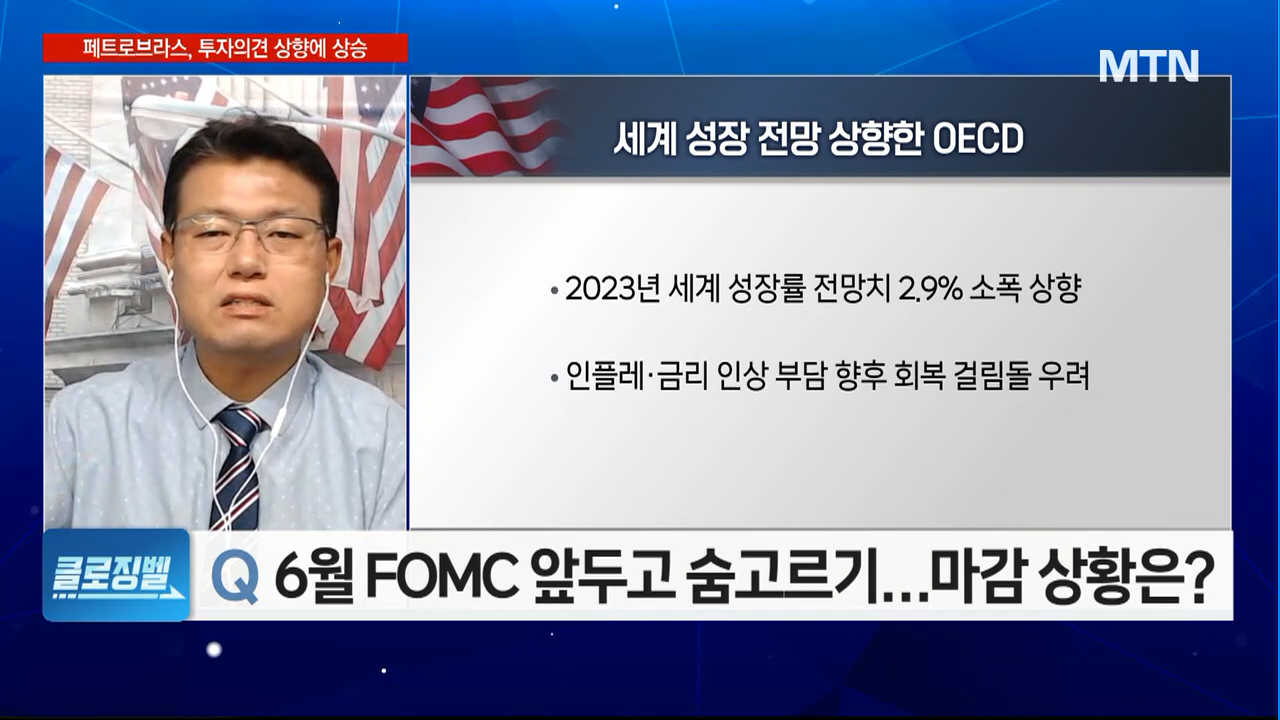 페트로브라스, 투자의견 상향에 상승
MTN
세계 성장 전망 상향한 OECD
• 2023년 세계 성장률 전망치 2.9% 소폭 상향
• 인플레·금리 인상 부담 향후 회복 걸림돌 우려
클로징벨
Q 6월 FOMC 앞두고 숨고르기...마감 상황은?